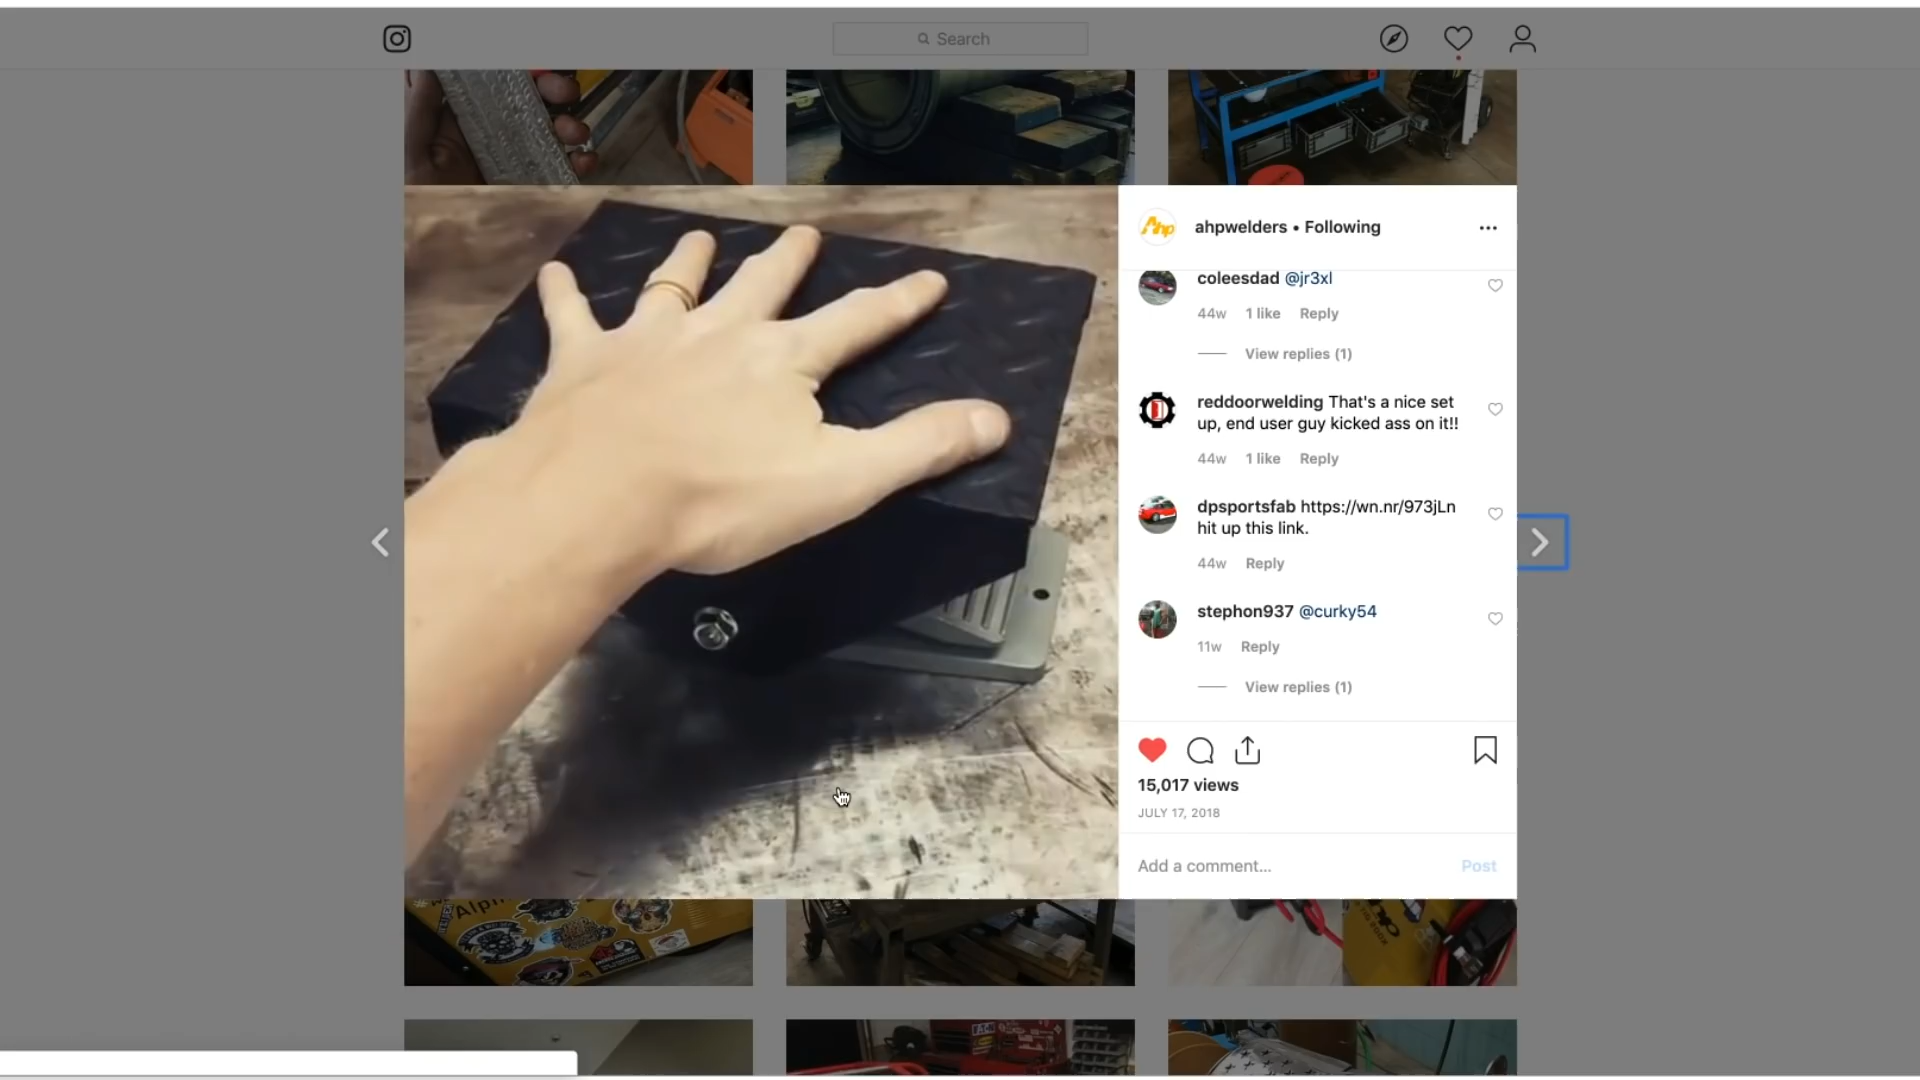 Search
Ahp
ahpwelders • Following
coleesdad @jr3xl
44w 1 like Reply
View replies (1)
reddoorwelding That's a nice set
up, end user guy kicked ass on it!!
44w 1 like Reply
dpsportsfab https://wn.nr/973jLn
hit up this link.
44w Reply
stephon937 @curky54
11w Reply
View replies (1)
15,017 views
JULY 17, 2018
Add a comment... Post
Alph